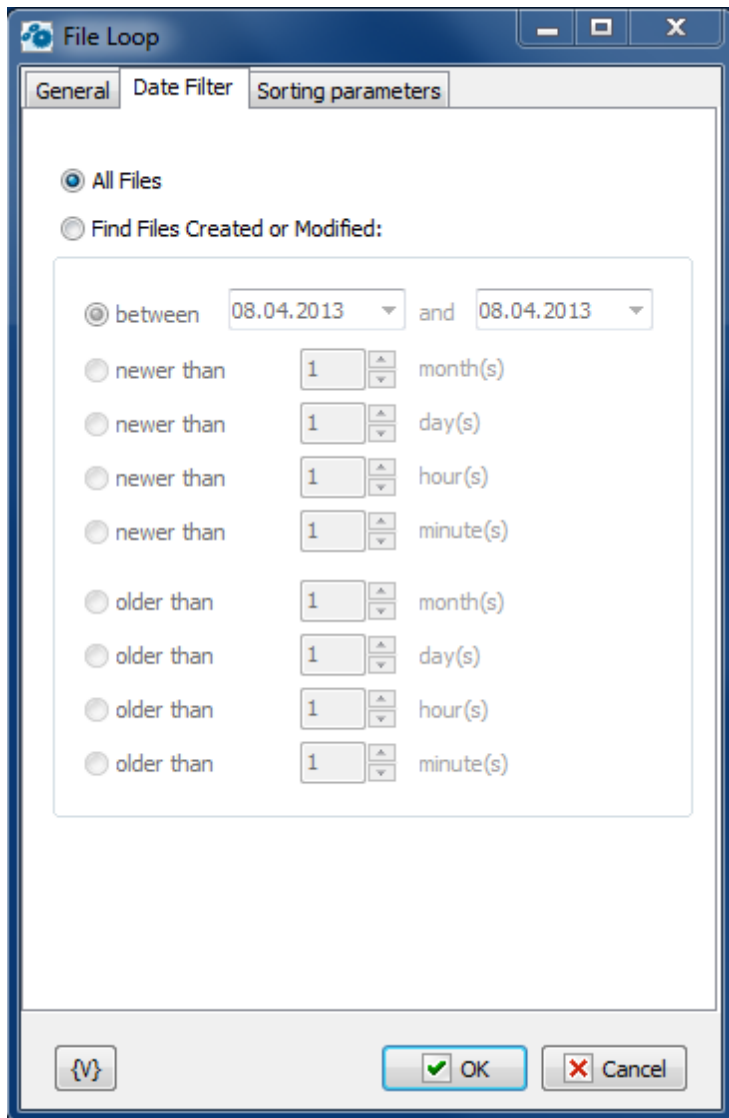 File Loop
General Date Filter Sorting parameters
All Files
Find Files Created or Modified:
between 08.04.2013 and 08.04.2013
newer than 1 month(s)
newer than 1 day(s)
newer than 1 hour(s)
newer than 1 minute(s)
older than 1 month(s)
older than 1 day(s)
older than 1 hour(s)
older than 1 minute(s)
{V} OK Cancel